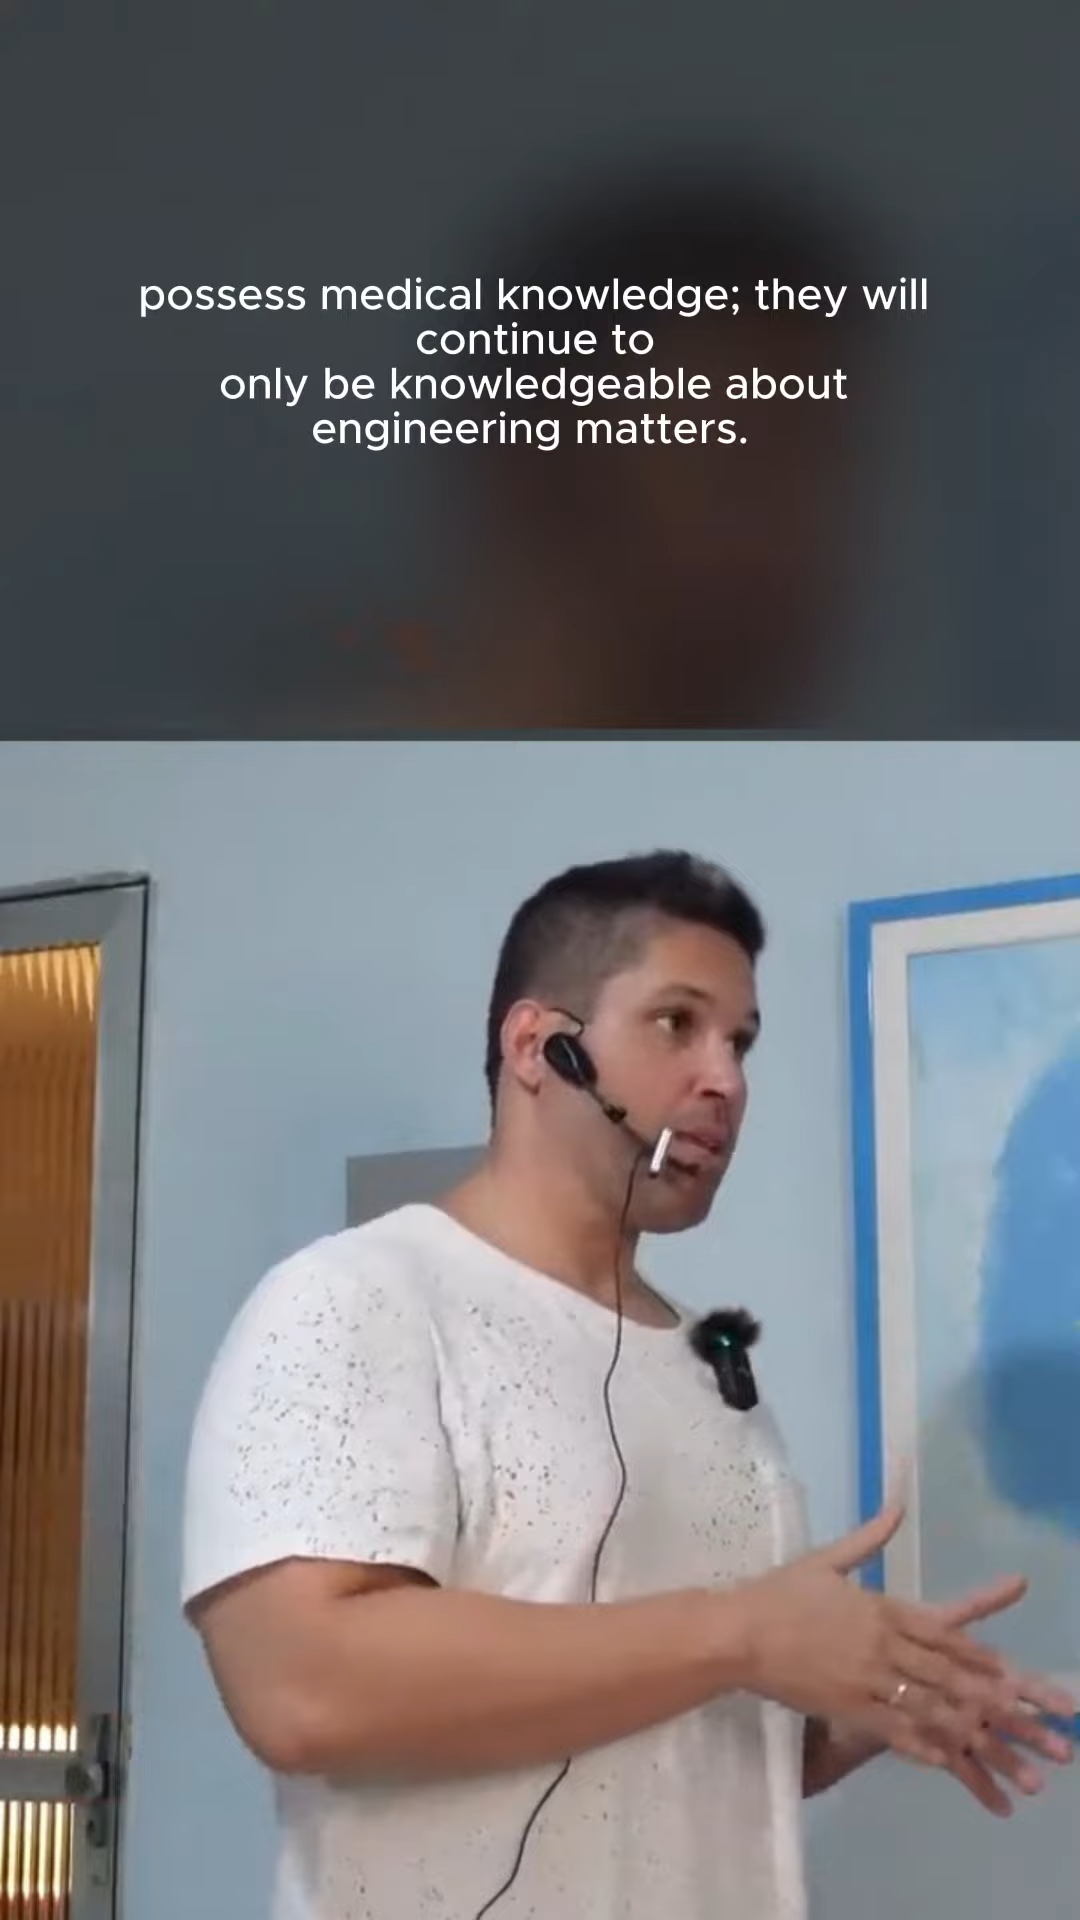 possess medical knowledge; they will
continue to
only be knowledgeable about
engineering matters.